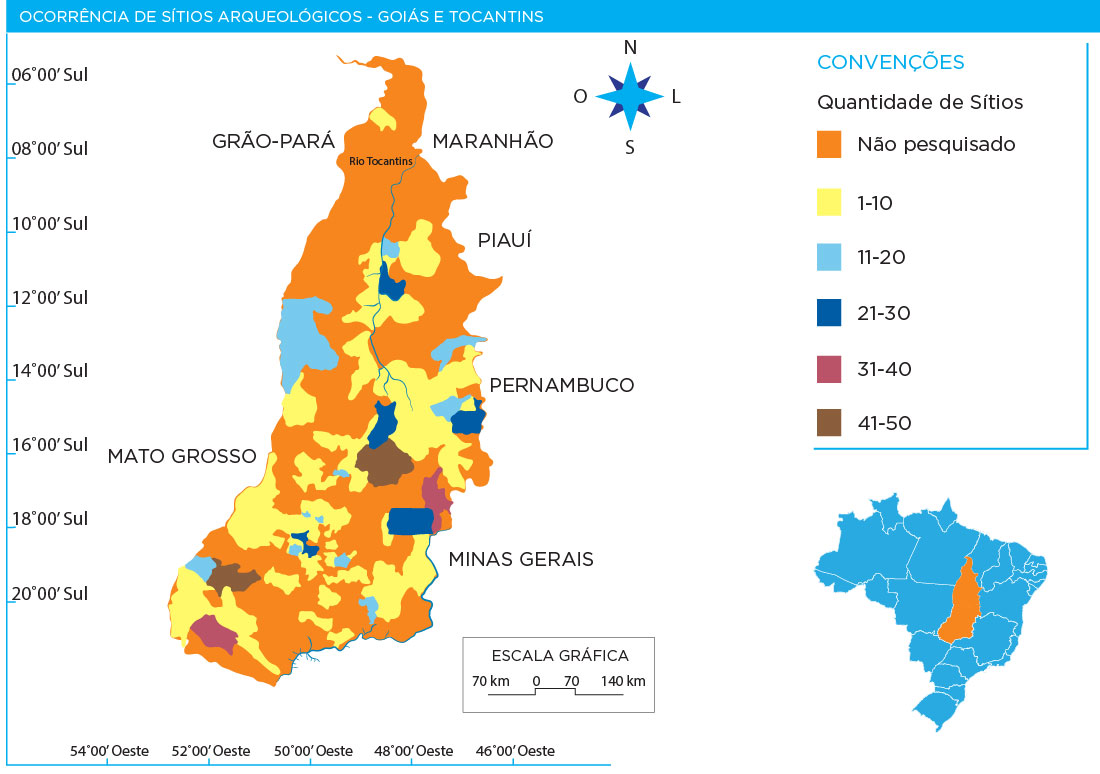 OCORRÊNCIA DE SÍTIOS ARQUEOLÓGICOS - GOIÁS E TOCANTINS
N
O
L
S
CONVENÇÕES
Quantidade de Sítios
Não pesquisado
1-10
11-20
21-30
31-40
41-50
06°00' Sul
08°00' Sul
10°00' Sul
12°00' Sul
14°00' Sul
16°00' Sul
18°00' Sul
20°00' Sul
GRÃO-PARÁ
MARANHÃO
Rio Tocantins
PIAUÍ
PERNAMBUCO
MATO GROSSO
MINAS GERAIS
ESCALA GRÁFICA
70 km 0 70 140 km
54°00' Oeste 52°00' Oeste 50°00' Oeste 48°00' Oeste 46°00' Oeste